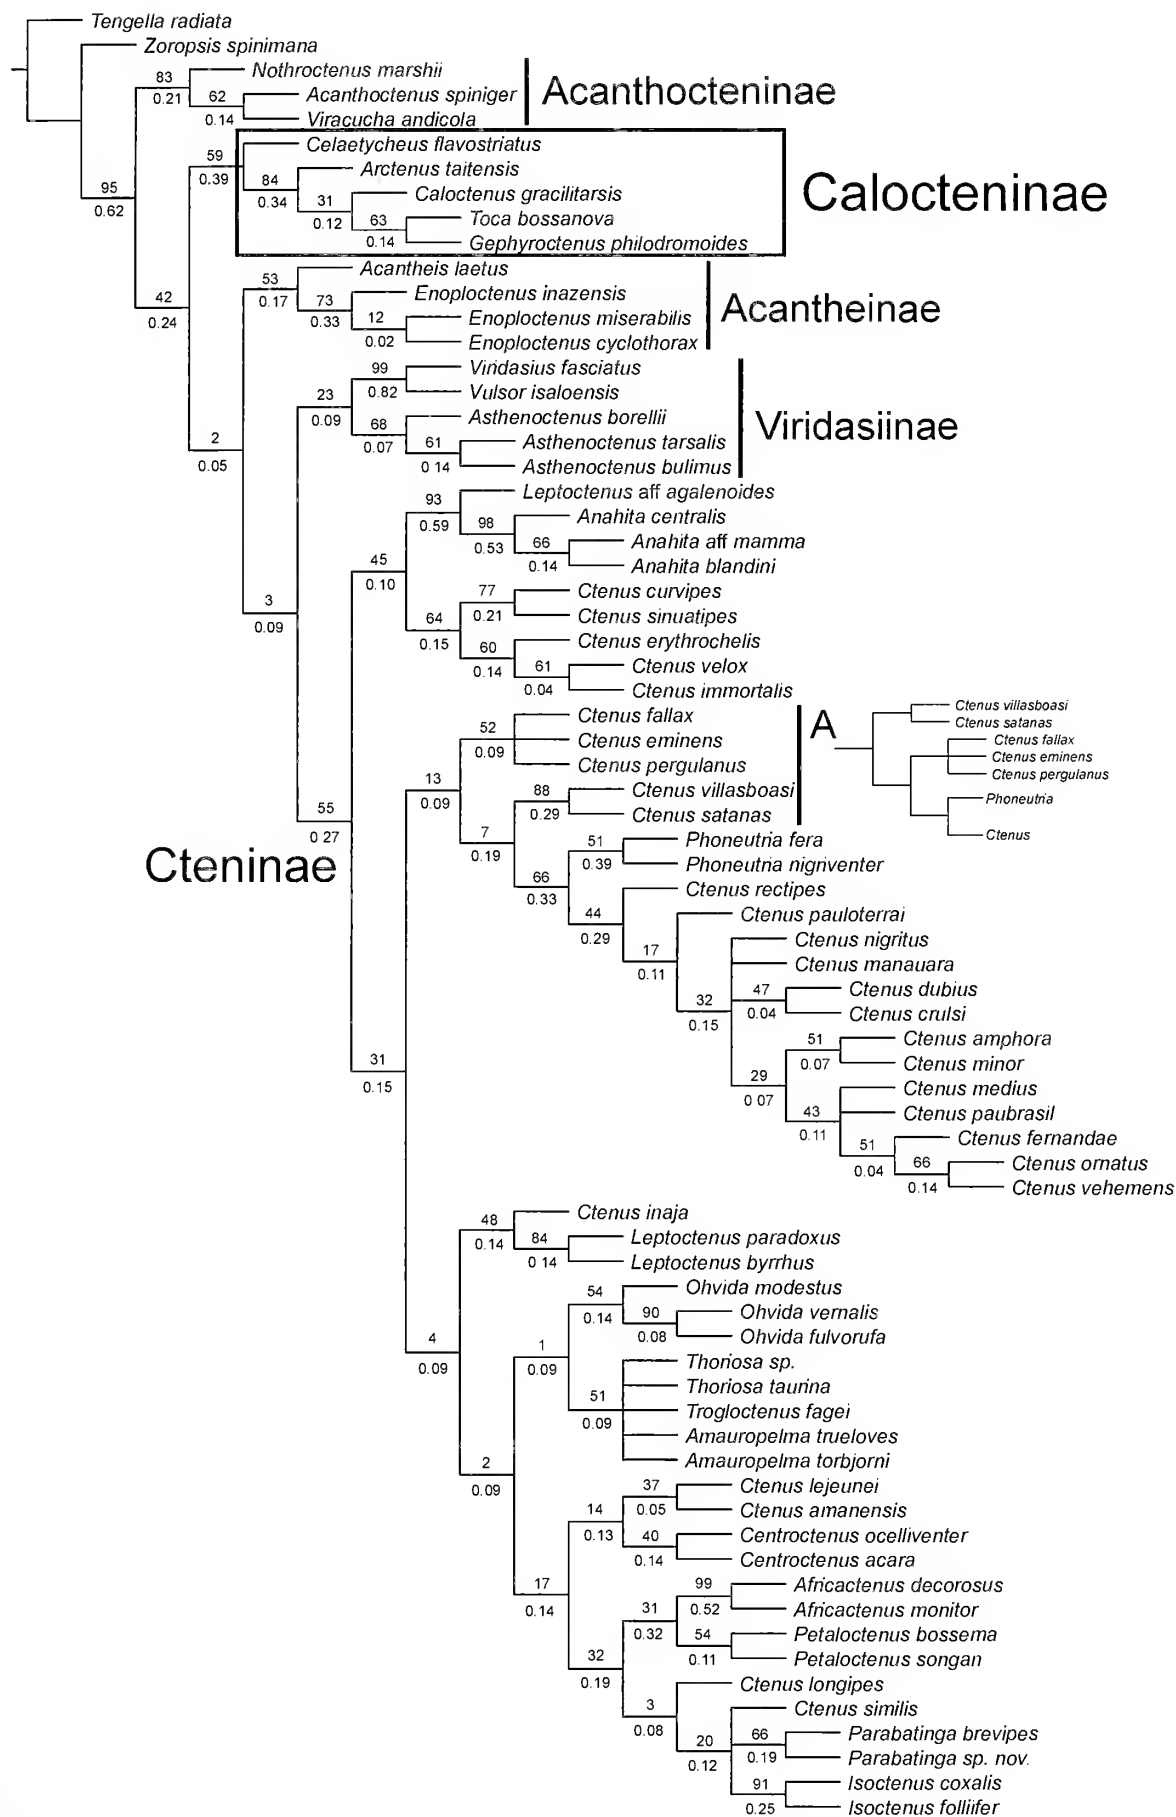 Tengella radiata
Zoropsis spinimana
Nothroctenus marshii
83
0.21
62
Acanthoctenus spiniger
0.14
Viracucha andicola
Acanthocteninae
Celaetycheus flavostriatus
59
0.39
Arctenus taitensis
84
0.34
Caloctenus gracilitarsis
31
0.12
Toca bossanova
63
0.14
Gephyroctenus philodromoides
Calocteninae
95
0.62
Acantheis laetus
53
0.17
Enoploctenus inazensis
73
0.33
Enoploctenus miserabilis
12
0.02
Enoploctenus cyclothorax
Acantheinae
42
0.24
Viridasius fasciatus
99
0.82
Vulsor isaloensis
23
0.09
Asthenoctenus borellii
68
0.07
Asthenoctenus tarsalis
61
0 14
Asthenoctenus bulimus
Viridasiinae
2
0.05
Leptoctenus aff agalenoides
93
0.59
Anahita centralis
98
0.53
Anahita aff mamma
66
0.14
Anahita blandini
45
0.10
Ctenus curvipes
77
0.21
Ctenus sinuatipes
64
0.15
Ctenus erythrochelis
60
0.14
Ctenus velox
61
0.04
Ctenus immortalis
3
0.09
Ctenus fallax
52
0.09
Ctenus eminens
Ctenus pergulanus
13
0.09
Ctenus villasboasi
88
0.29
Ctenus satanas
A
Ctenus villasboasi
Ctenus satanas
Ctenus fallax
Ctenus eminens
Ctenus pergulanus
Phoneutria
Ctenus
55
0 27
Cteninae
7
0.19
Phoneutria fera
51
0.39
Phoneutria nigriventer
66
0.33
Ctenus rectipes
44
0.29
Ctenus pauloterrai
17
0.11
Ctenus nigritus
Ctenus manauara
32
0.15
Ctenus dubius
47
0.04
Ctenus crulsi
Ctenus amphora
51
0.07
Ctenus minor
29
0 07
Ctenus medius
43
0.11
Ctenus paubrasil
Ctenus fernandae
51
0.04
Ctenus ornatus
66
0.14
Ctenus vehemens
31
0.15
Ctenus inaja
48
0.14
Leptoctenus paradoxus
84
0 14
Leptoctenus byrrhus
4
0.09
Ohvida modestus
54
0.14
Ohvida vernalis
90
0.08
Ohvida fulvorufa
1
0.09
Thoriosa sp.
Thoriosa taurina
51
0.09
Trogloctenus fagei
Amauropelma trueloves
Amauropelma torbjorni
2
0.09
Ctenus lejeunei
37
0.05
Ctenus amanensis
14
0.13
Centroctenus ocelliventer
40
0.14
Centroctenus acara
17
0.14
Africactenus decorosus
99
0.52
Africactenus monitor
31
0.32
Petaloctenus bossema
54
0.11
Petaloctenus songan
32
0.19
Ctenus longipes
3
0.08
Ctenus similis
20
0.12
Parabatinga brevipes
66
0.19
Parabatinga sp. nov.
Isoctenus coxalis
91
0.25
Isoctenus folliifer